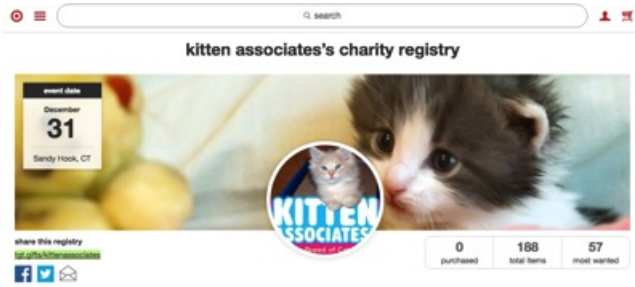 search
kitten associates's charity registry
event date
December
31
Sandy Hook, CT
KITTEN
ASSOCIATES
share this registry
tgt.gifts/kittenassociates
0
purchased
188
total items
57
most wanted